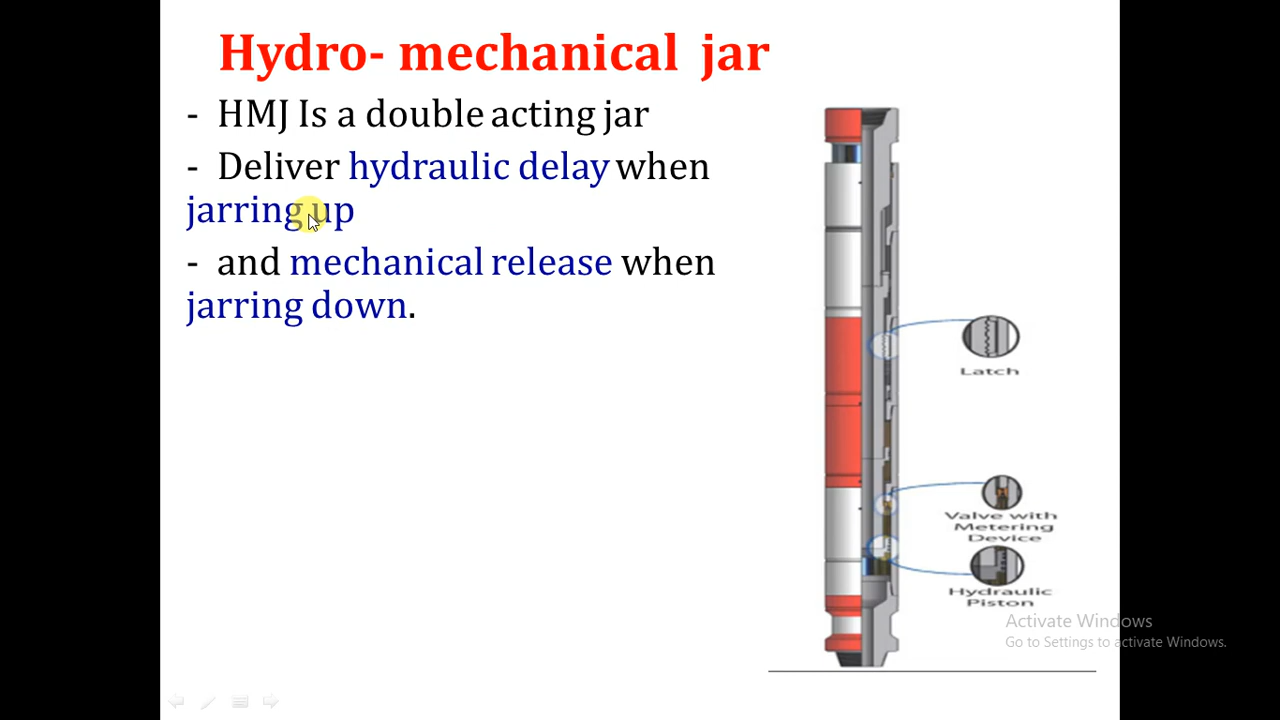 Hydro- mechanical jar
- HMJ Is a double acting jar
- Deliver hydraulic delay when
jarring up
- and mechanical release when
jarring down.
Latch
Valve with
Metering
Device
Hydraulic
Piston
Activate Windows
Go to Settings to activate Windows.